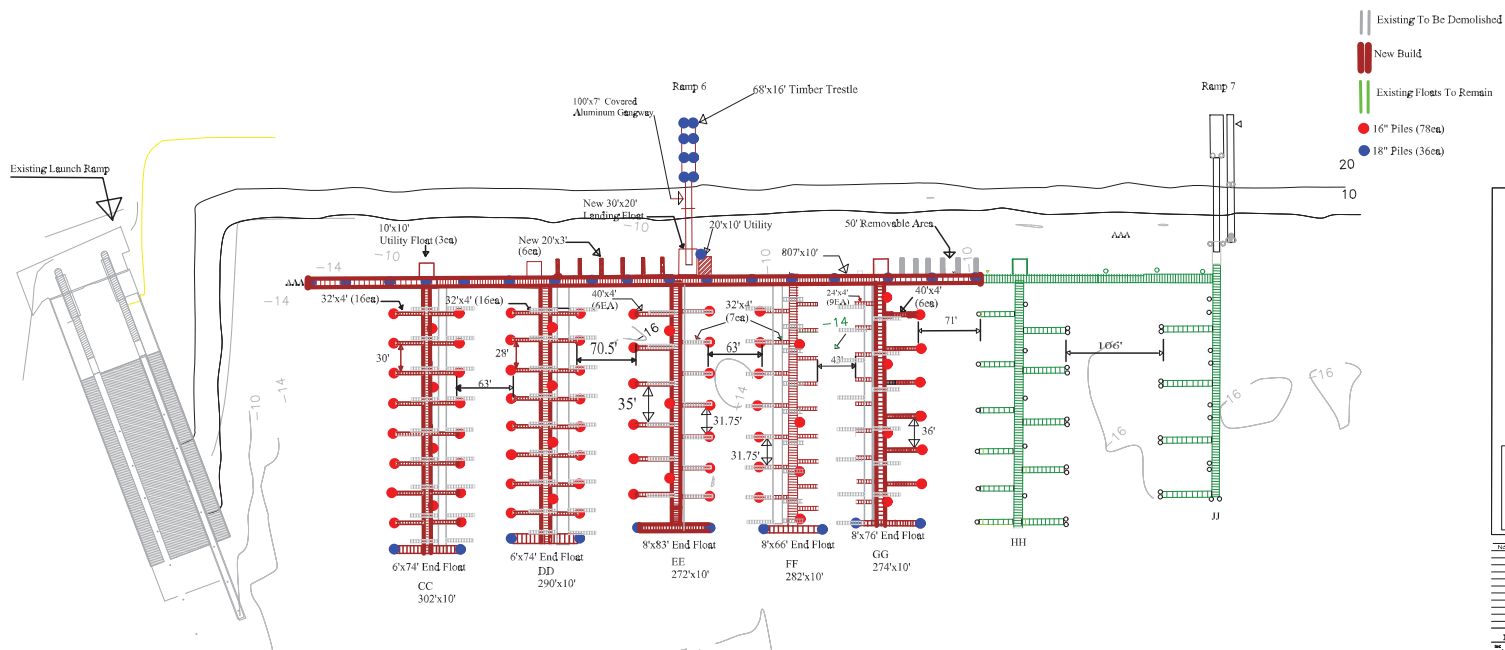 Existing To Be Demolished
New Build
Existing Floats To Remain
16" Piles (78ea)
18" Piles (36ea)
Ramp 6
Ramp 7
68'x16' Timber Trestle
100'x7' Covered
Aluminum Gangway
Existing Launch Ramp
20
10
New 30'x20'
Landing Float
20'x10' Utility
50' Removable Area
10'x10'
Utility Float (3ea)
New 20'x3'
(6ea)
807'x10'
-10
-10
-10
-10
-14
-14
32'x4' (16ea)
32'x4' (16ea)
40'x4'
(6EA)
32'x4'
(7ea)
24'x4'
(9EA)
40'x4'
(6ea)
-16
-14
71'
106'
30'
28'
70.5'
63'
63'
43'
35'
31.75'
31.75'
36'
-14
-16
-16
-16
-10
-14
6'x74' End Float
CC
302'x10'
6'x74' End Float
DD
290'x10'
8'x83' End Float
EE
272'x10'
8'x66' End Float
FF
282'x10'
8'x76' End Float
GG
274'x10'
HH
JJ